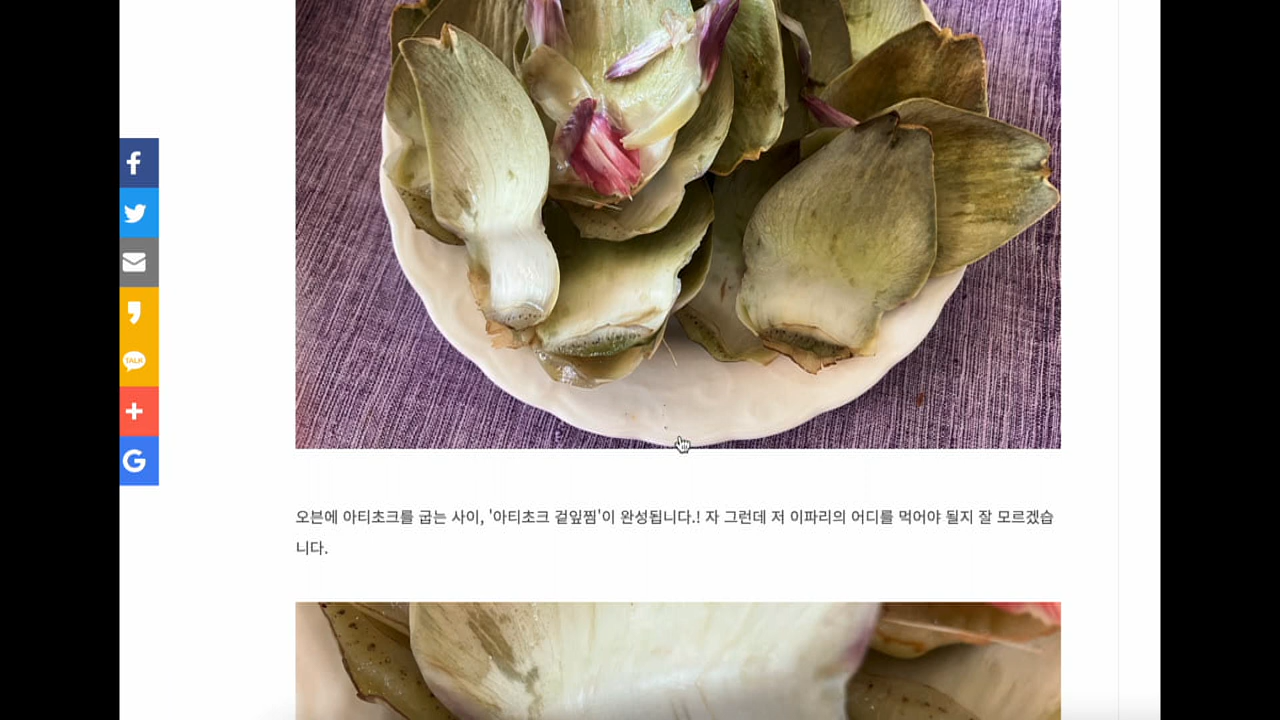 TALK
오븐에 아티초크를 굽는 사이, '아티초크 겉잎찜'이 완성됩니다.! 자 그런데 저 이파리의 어디를 먹어야 될지 잘 모르겠습
니다.